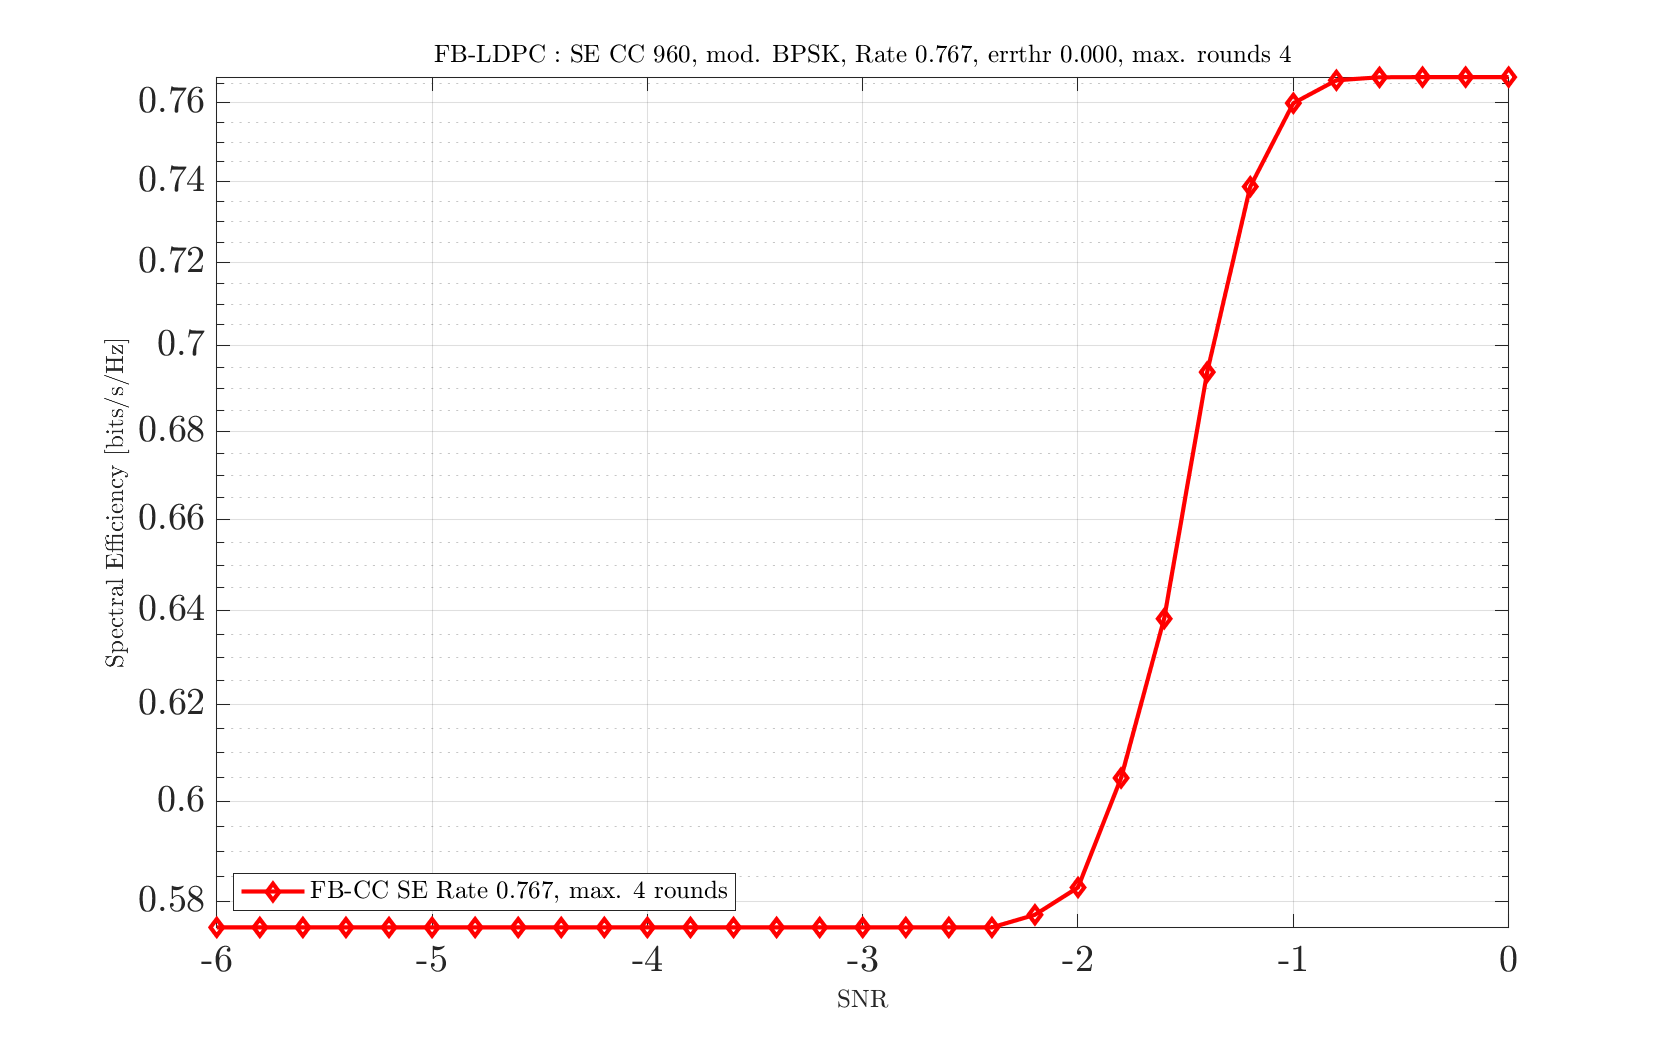 FB-LDPC : SE CC 960, mod. BPSK, Rate 0.767, errthr 0.000, max. rounds 4
0.76
0.74
0.72
0.7
0.68
0.66
0.64
0.62
0.6
0.58
Spectral Efficiency [bits/s/Hz]
FB-CC SE Rate 0.767, max. 4 rounds
-6 -5 -4 -3 -2 -1 0
SNR